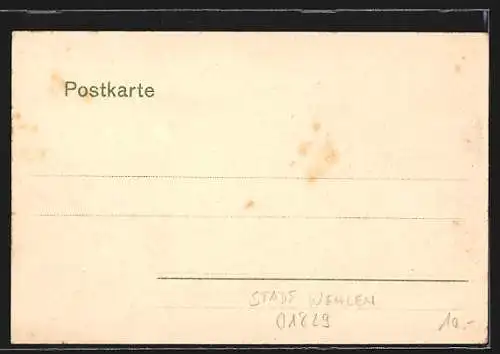 Postkarte
STADT WEHLEN
01829
10,-